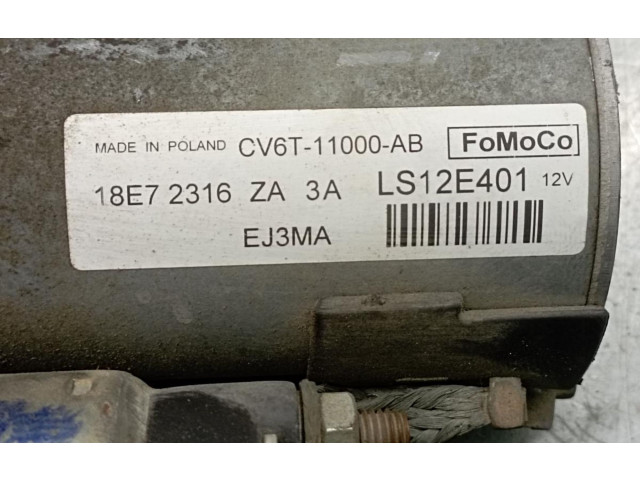 MADE IN POLAND CV6T-11000-AB FoMoCo
18E7 2316 ZA 3A LS12E401 12V
EJ3MA